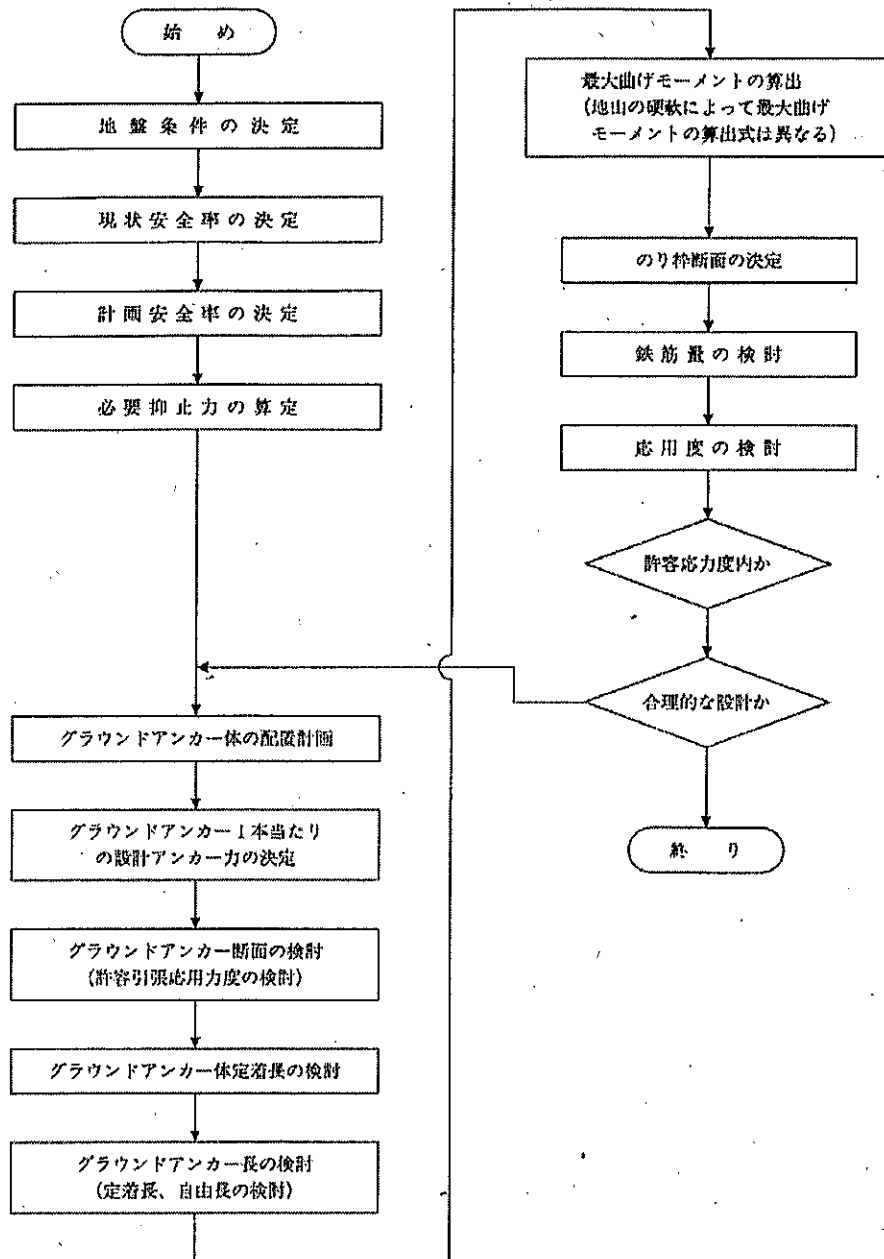 始め
地盤条件の決定
現状安全率の決定
計画安全率の決定
必要抑止力の算定
グラウンドアンカー体の配置計画
グラウンドアンカー1本当たり
の設計アンカー力の決定
グラウンドアンカー断面の検討
(許容引張応用力度の検討)
グラウンドアンカー体定着長の検討
グラウンドアンカー長の検討
(定着長、自由長の検討)
最大曲げモーメントの算出
(地山の硬軟によって最大曲げ
モーメントの算出式は異なる)
のり枠断面の決定
鉄筋量の検討
応用度の検討
許容応力度内か
合理的な設計か
終り